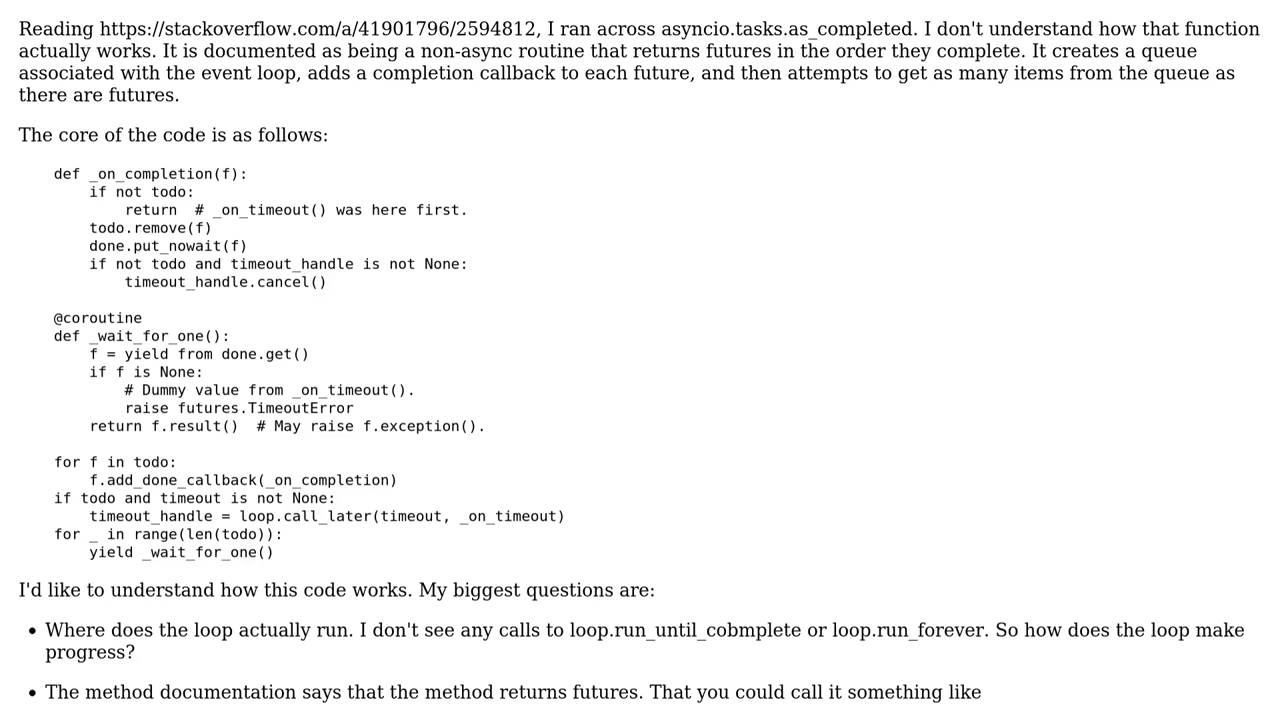 Reading https://stackoverflow.com/a/41901796/2594812, I ran across asyncio.tasks.as_completed. I don't understand how that function
actually works. It is documented as being a non-async routine that returns futures in the order they complete. It creates a queue
associated with the event loop, adds a completion callback to each future, and then attempts to get as many items from the queue as
there are futures.
The core of the code is as follows:
def _on_completion(f):
if not todo:
return  # _on_timeout() was here first.
todo.remove(f)
done.put_nowait(f)
if not todo and timeout_handle is not None:
timeout_handle.cancel()
@coroutine
def _wait_for_one():
f = yield from done.get()
if f is None:
# Dummy value from _on_timeout().
raise futures.TimeoutError
return f.result()  # May raise f.exception().
for f in todo:
f.add_done_callback(_on_completion)
if todo and timeout is not None:
timeout_handle = loop.call_later(timeout, _on_timeout)
for _ in range(len(todo)):
yield _wait_for_one()
I'd like to understand how this code works. My biggest questions are:
• Where does the loop actually run. I don't see any calls to loop.run_until_cobmplete or loop.run_forever. So how does the loop make
progress?
• The method documentation says that the method returns futures. That you could call it something like